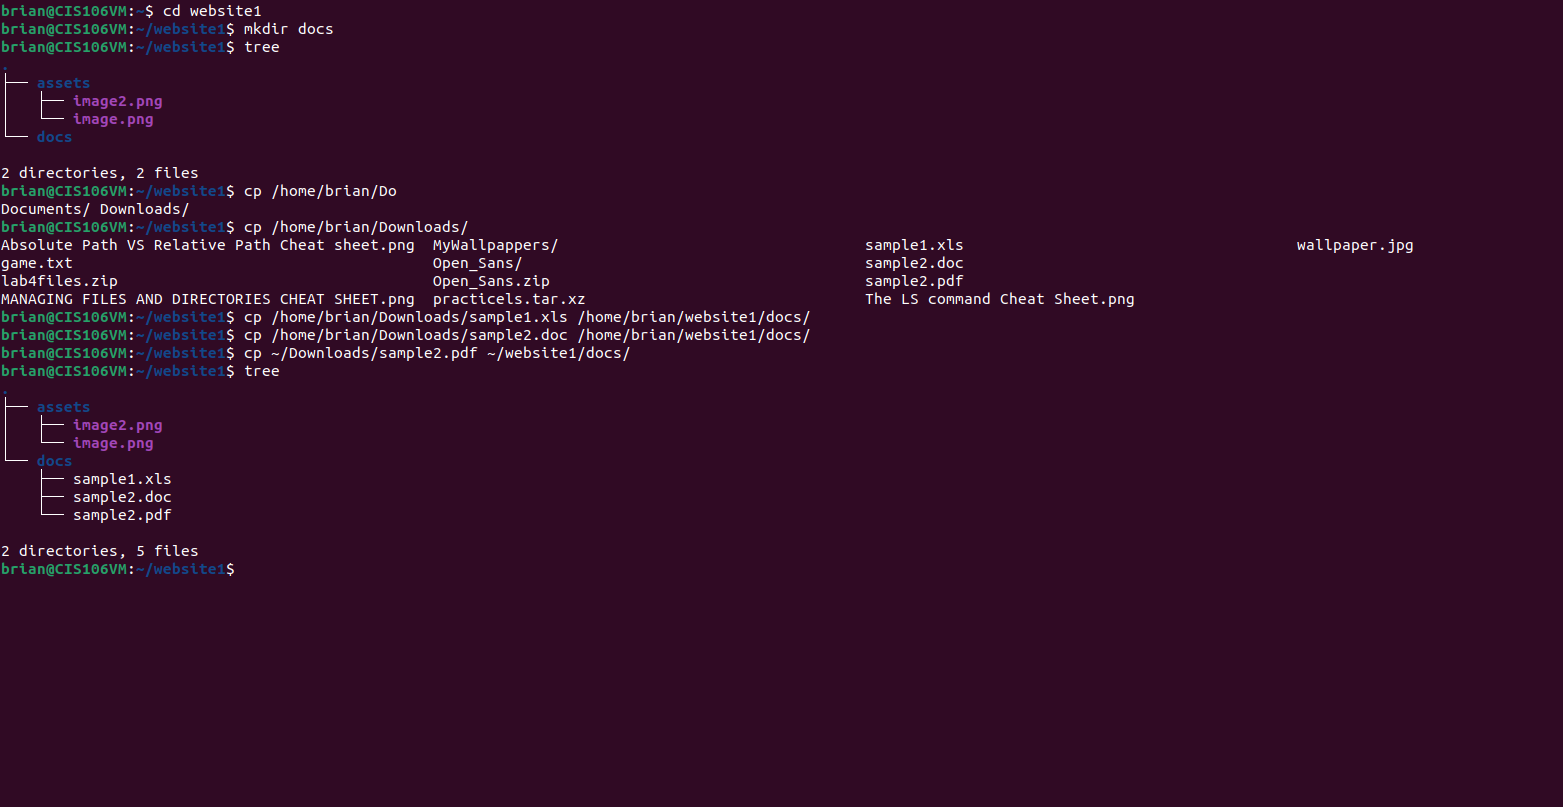 brian@CIS106VM:~$ cd website1
brian@CIS106VM:~/website1$ mkdir docs
brian@CIS106VM:~/website1$ tree
.
├── assets
│   ├── image2.png
│   └── image.png
└── docs

2 directories, 2 files
brian@CIS106VM:~/website1$ cp /home/brian/Do
Documents/ Downloads/
brian@CIS106VM:~/website1$ cp /home/brian/Downloads/
Absolute Path VS Relative Path Cheat sheet.png  MyWallpappers/                                  sample1.xls                                     wallpaper.jpg
game.txt                                        Open_Sans/                                      sample2.doc
lab4files.zip                                   Open_Sans.zip                                   sample2.pdf
MANAGING FILES AND DIRECTORIES CHEAT SHEET.png  practicels.tar.xz                               The LS command Cheat Sheet.png
brian@CIS106VM:~/website1$ cp /home/brian/Downloads/sample1.xls /home/brian/website1/docs/
brian@CIS106VM:~/website1$ cp /home/brian/Downloads/sample2.doc /home/brian/website1/docs/
brian@CIS106VM:~/website1$ cp ~/Downloads/sample2.pdf ~/website1/docs/
brian@CIS106VM:~/website1$ tree
.
├── assets
│   ├── image2.png
│   └── image.png
└── docs
    ├── sample1.xls
    ├── sample2.doc
    └── sample2.pdf

2 directories, 5 files
brian@CIS106VM:~/website1$